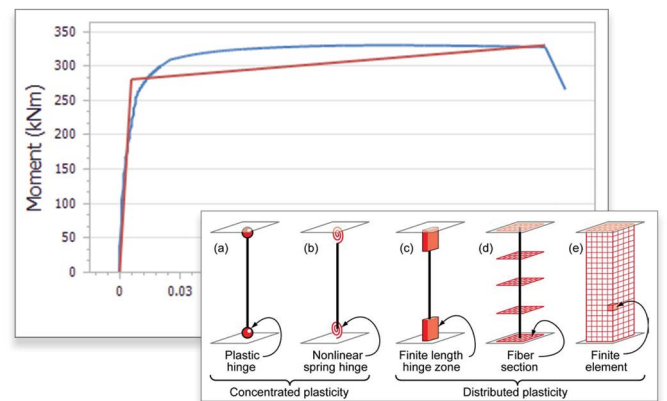 350
300
250
200
150
100
50
0
Moment (kNm)
0 0.03
(a) (b) (c) (d) (e)
Plastic hinge
Nonlinear spring hinge
Finite length hinge zone
Fiber section
Finite element
Concentrated plasticity
Distributed plasticity